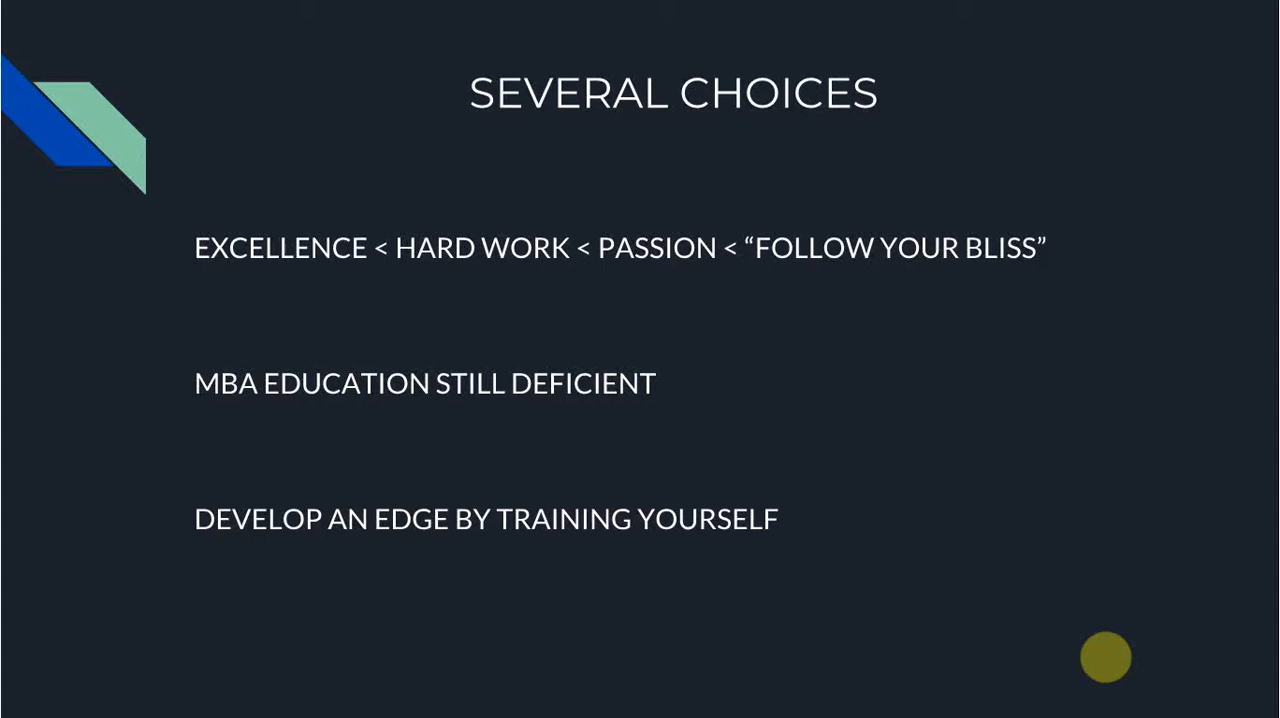 SEVERAL CHOICES
EXCELLENCE < HARD WORK < PASSION < “FOLLOW YOUR BLISS”
MBA EDUCATION STILL DEFICIENT
DEVELOP AN EDGE BY TRAINING YOURSELF